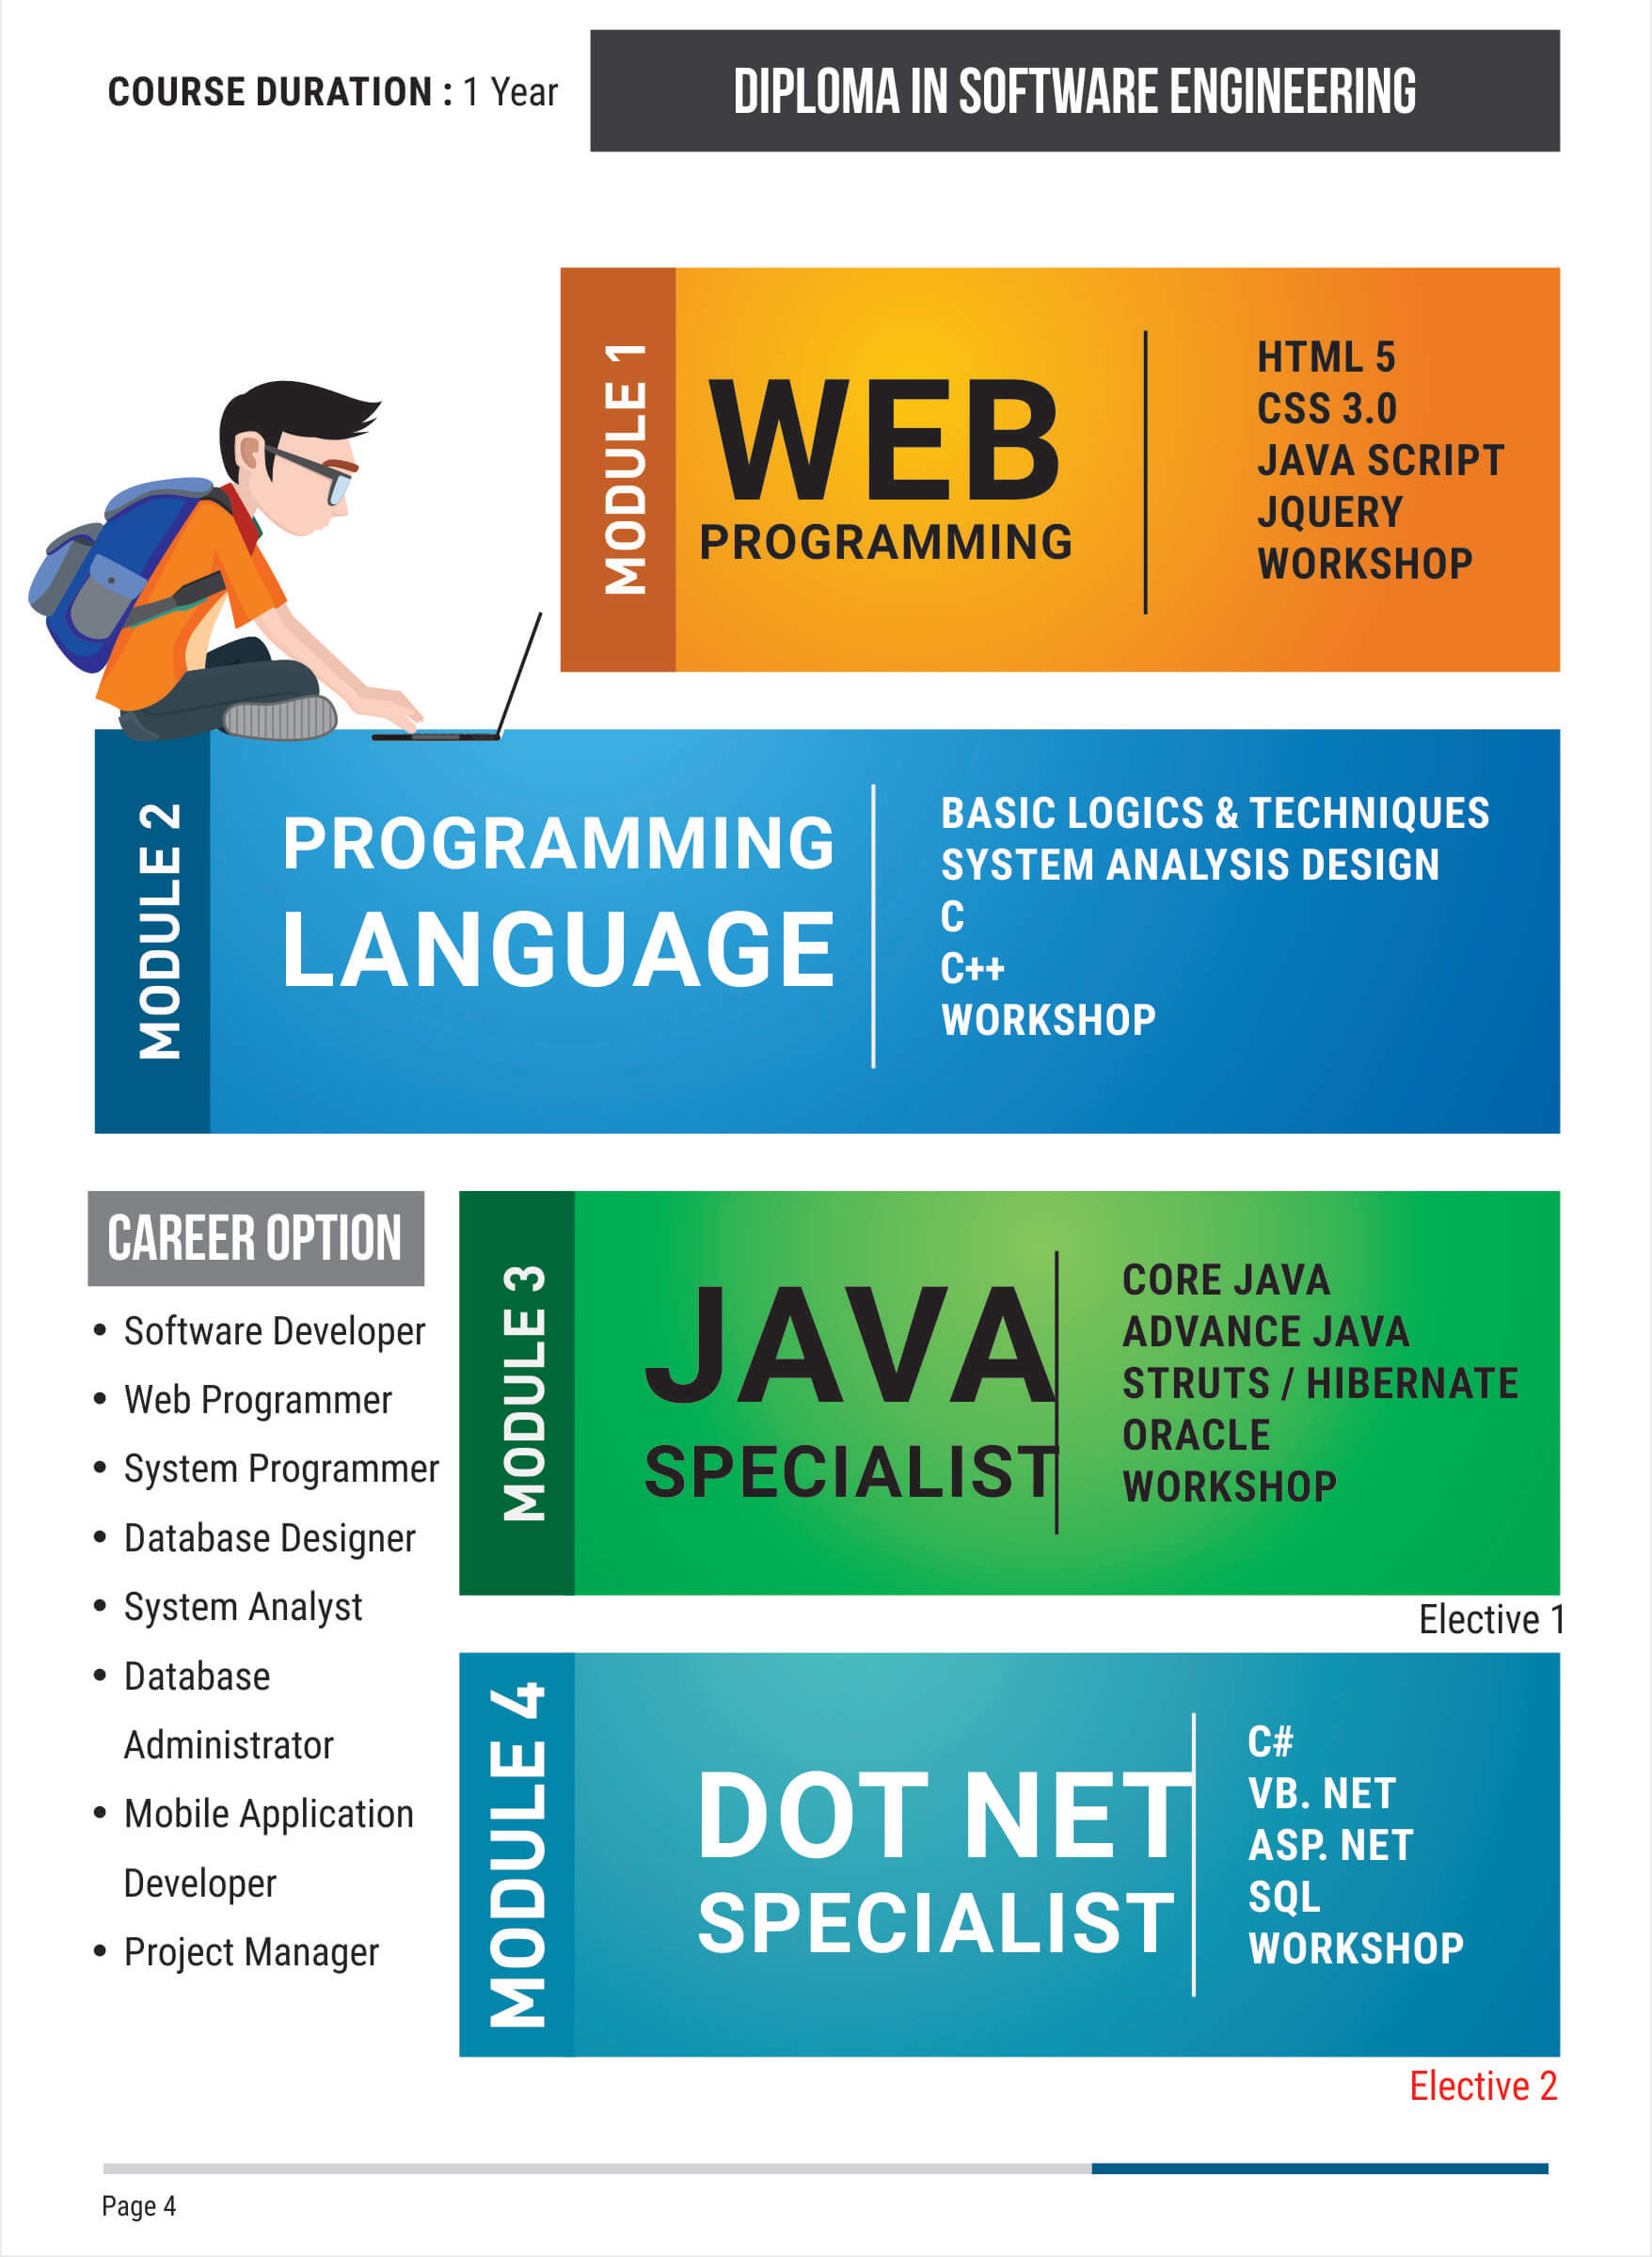 COURSE DURATION : 1 Year
DIPLOMA IN SOFTWARE ENGINEERING
MODULE 1
WEB
PROGRAMMING
HTML 5
CSS 3.0
JAVA SCRIPT
JQUERY
WORKSHOP
MODULE 2
PROGRAMMING
LANGUAGE
BASIC LOGICS & TECHNIQUES
SYSTEM ANALYSIS DESIGN
C
C++
WORKSHOP
CAREER OPTION
• Software Developer
• Web Programmer
• System Programmer
• Database Designer
• System Analyst
• Database
Administrator
• Mobile Application
Developer
• Project Manager
MODULE 3
JAVA
SPECIALIST
CORE JAVA
ADVANCE JAVA
STRUTS / HIBERNATE
ORACLE
WORKSHOP
Elective 1
MODULE 4
DOT NET
SPECIALIST
C#
VB. NET
ASP. NET
SQL
WORKSHOP
Elective 2
Page 4